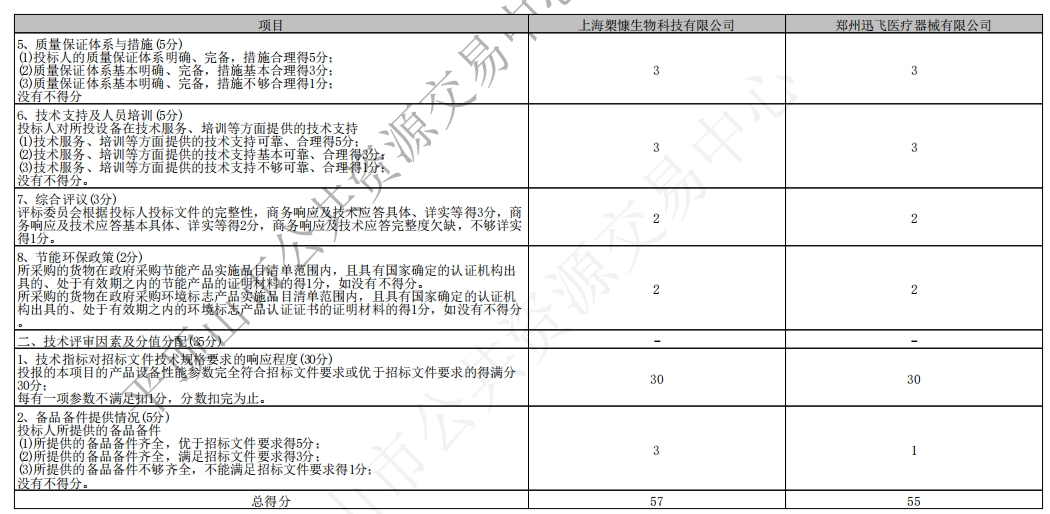 项目 上海槊慷生物科技有限公司 郑州迅飞医疗器械有限公司
5、质量保证体系与措施(5分)
(1)投标人的质量保证体系明确、完备，措施合理得5分；
(2)质量保证体系基本明确、完备，措施基本合理得3分；
(3)质量保证体系基本明确、完备，措施不够合理得1分；
没有不得分
3 3
6、技术支持及人员培训(5分)
投标人对所投设备在技术服务、培训等方面提供的技术支持
(1)技术服务、培训等方面提供的技术支持可靠、合理得5分；
(2)技术服务、培训等方面提供的技术支持基本可靠、合理得3分；
(3)技术服务、培训等方面提供的技术支持不够可靠、合理得1分；
没有不得分。
3 3
7、综合评议(3分)
评标委员会根据投标人投标文件的完整性，商务响应及技术应答具体、详实等得3分，商
务响应及技术应答基本具体、详实等得2分，商务响应及技术应答完整度欠缺，不够详实
得1分。
2 2
8、节能环保政策(2分)
所采购的货物在政府采购节能产品实施品目清单范围内，且具有国家确定的认证机构出
具的、处于有效期之内的节能产品的证明材料的得1分，如没有不得分。
所采购的货物在政府采购环境标志产品实施品目清单范围内，且具有国家确定的认证机
构出具的、处于有效期之内的环境标志产品认证证书的证明材料的得1分，如没有不得分
。
2 2
二、技术评审因素及分值分配(35分) - -
1、技术指标对招标文件技术规格要求的响应程度(30分)
投报的本项目的产品设备性能参数完全符合招标文件要求或优于招标文件要求的得满分
30分；
每有一项参数不满足扣1分，分数扣完为止。
30 30
2、备品备件提供情况(5分)
投标人所提供的备品备件
(1)所提供的备品备件齐全，优于招标文件要求得5分；
(2)所提供的备品备件齐全，满足招标文件要求得3分；
(3)所提供的备品备件不够齐全，不能满足招标文件要求得1分；
没有不得分。
3 1
总得分 57 55
平顶山市公共资源交易中心
山市公共资源交易中心